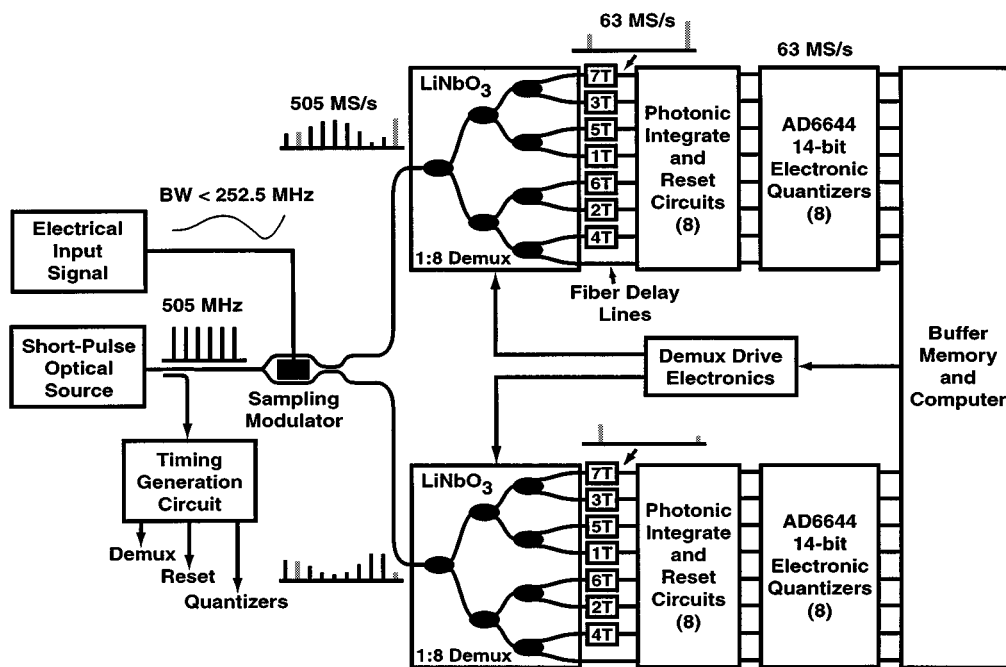 63 MS/s
63 MS/s
505 MS/s
LiNbO3
7T
3T
5T
1T
6T
2T
4T
1:8 Demux
Photonic
Integrate
and
Reset
Circuits
(8)
AD6644
14-bit
Electronic
Quantizers
(8)
BW < 252.5 MHz
Electrical
Input
Signal
505 MHz
Short-Pulse
Optical
Source
Sampling
Modulator
Fiber Delay
Lines
Demux Drive
Electronics
Buffer
Memory
and
Computer
Timing
Generation
Circuit
Demux
Reset
Quantizers
LiNbO3
7T
3T
5T
1T
6T
2T
4T
1:8 Demux
Photonic
Integrate
and
Reset
Circuits
(8)
AD6644
14-bit
Electronic
Quantizers
(8)